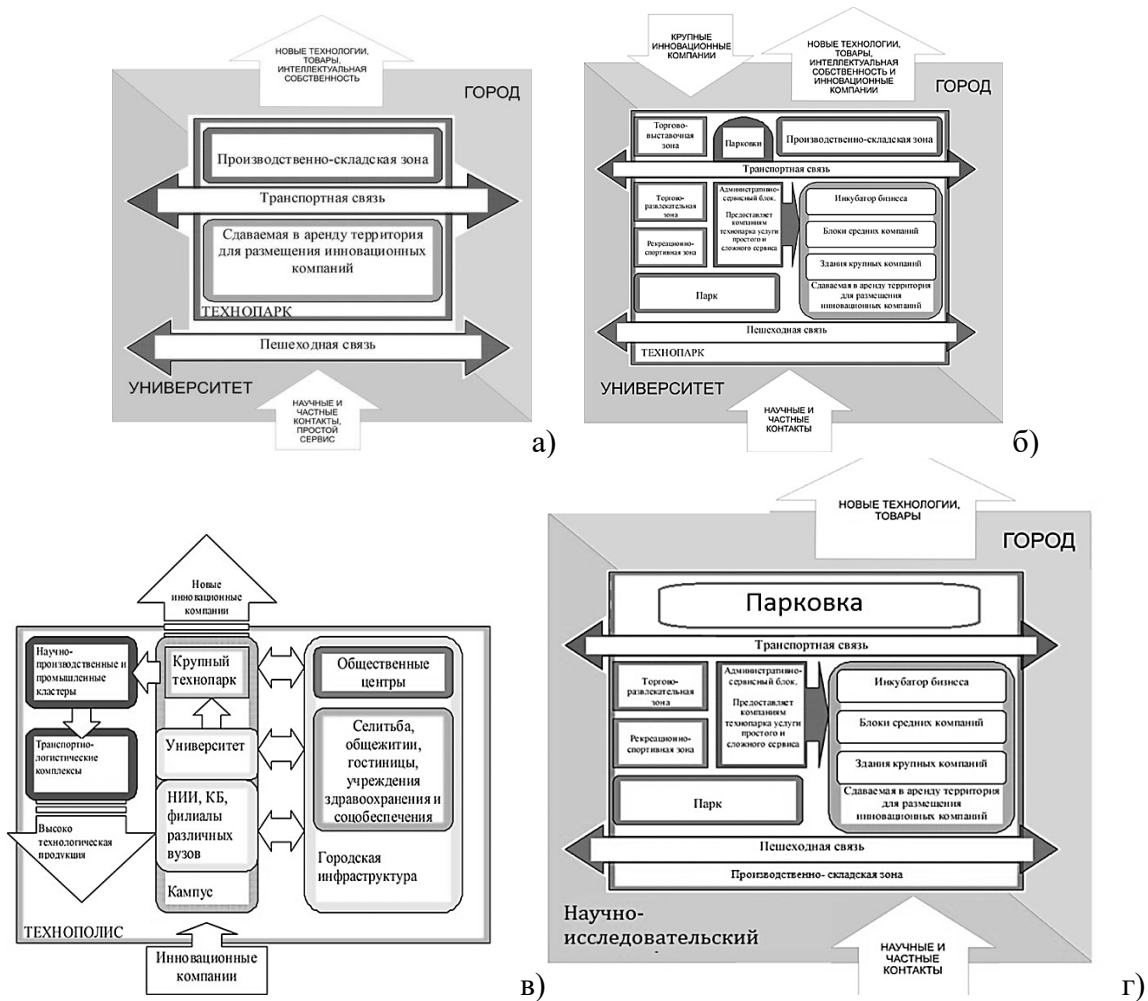 НОВЫЕ ТЕХНОЛОГИИ,
ТОВАРЫ,
ИНТЕЛЛЕКТУАЛЬНАЯ
СОБСТВЕННОСТЬ
ГОРОД
Производственно-складская зона
Транспортная связь
Сдаваемая в аренду территория
для размещения инновационных
компаний
ТЕХНОПАРК
Пешеходная связь
УНИВЕРСИТЕТ
НАУЧНЫЕ И
ЧАСТНЫЕ
КОНТАКТЫ,
ПРОСТОЙ
СЕРВИС
а)
КРУПНЫЕ
ИННОВАЦИОННЫЕ
КОМПАНИИ
НОВЫЕ ТЕХНОЛОГИИ,
ТОВАРЫ,
ИНТЕЛЛЕКТУАЛЬНАЯ
СОБСТВЕННОСТЬ И
ИННОВАЦИОННЫЕ
КОМПАНИИ
ГОРОД
Торгово-
выставочная
зона
Парковки
Производственно-складская зона
Транспортная связь
Торгово-
развлекательная
зона
Рекреационно-
спортивная зона
Административно-
сервисный блок.
Предоставляет
компаниям
технопарка услуги
простого и
сложного сервиса
Инкубатор бизнеса
Блоки средних компаний
Здания крупных компаний
Сдаваемая в аренду территория
для размещения
инновационных компаний
Парк
Пешеходная связь
ТЕХНОПАРК
УНИВЕРСИТЕТ
НАУЧНЫЕ И
ЧАСТНЫЕ
КОНТАКТЫ
б)
Новые
инновационные
компании
Научно-
производственные и
промышленные
кластеры
Крупный
технопарк
Общественные
центры
Транспортно-
логистические
комплексы
Университет
Селитьба,
общежитии,
гостиницы,
учреждения
здравоохранения и
соцобеспечения
НИИ, КБ,
филиалы
различных
вузов
Высоко
технологическая
продукция
Городская
инфраструктура
Кампус
ТЕХНОПОЛИС
Инновационные
компании
в)
НОВЫЕ ТЕХНОЛОГИИ,
ТОВАРЫ
ГОРОД
Парковка
Транспортная связь
Торгово-
развлекательная
зона
Рекреационно-
спортивная зона
Административно-
сервисный блок.
Предоставляет
компаниям
технопарка услуги
простого и
сложного сервиса
Инкубатор бизнеса
Блоки средних компаний
Здания крупных компаний
Сдаваемая в аренду территория
для размещения
инновационных компаний
Парк
Пешеходная связь
Производственно- складская зона
Научно-
исследовательский
НАУЧНЫЕ И
ЧАСТНЫЕ
КОНТАКТЫ
г)